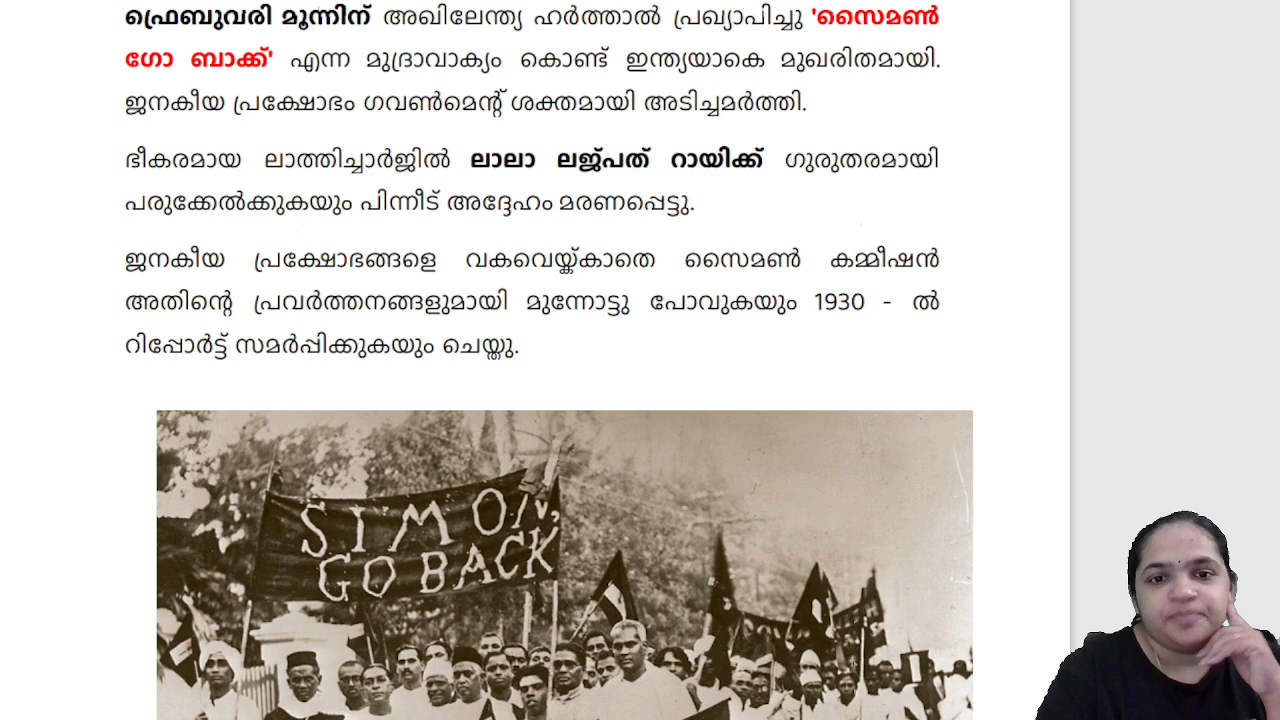 ഫ്രെബുവരി മൂന്നിന് അഖിലേന്ത്യ ഹർത്താൽ പ്രഖ്യാപിച്ചു 'സൈമൺ
ഗോ ബാക്ക്' എന്ന മുദ്രാവാക്യം കൊണ്ട് ഇന്ത്യയാകെ മുഖരിതമായി.
ജനകീയ പ്രക്ഷോഭം ഗവൺമെന്റ് ശക്തമായി അടിച്ചമർത്തി.
ഭീകരമായ ലാത്തിച്ചാർജിൽ ലാലാ ലജ്പത് റായിക്ക് ഗുരുതരമായി
പരുക്കേൽക്കുകയും പിന്നീട് അദ്ദേഹം മരണപ്പെട്ടു.
ജനകീയ പ്രക്ഷോഭങ്ങളെ വകവെയ്ക്കാതെ സൈമൺ കമ്മീഷൻ
അതിന്റെ പ്രവർത്തനങ്ങളുമായി മുന്നോട്ടു പോവുകയും 1930 - ൽ
റിപ്പോർട്ട് സമർപ്പിക്കുകയും ചെയ്തു.
SIMON,
GO BACK